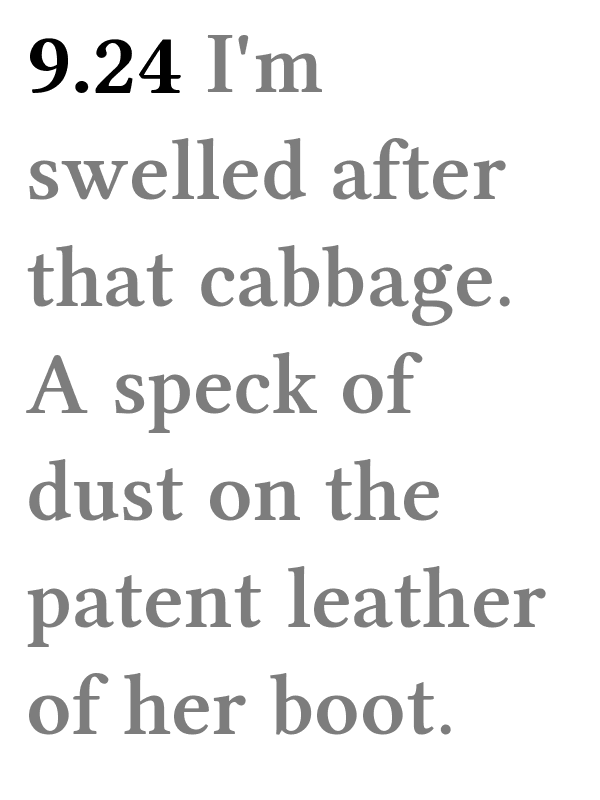 9.24 I'm
swelled after
that cabbage.
A speck of
dust on the
patent leather
of her boot.